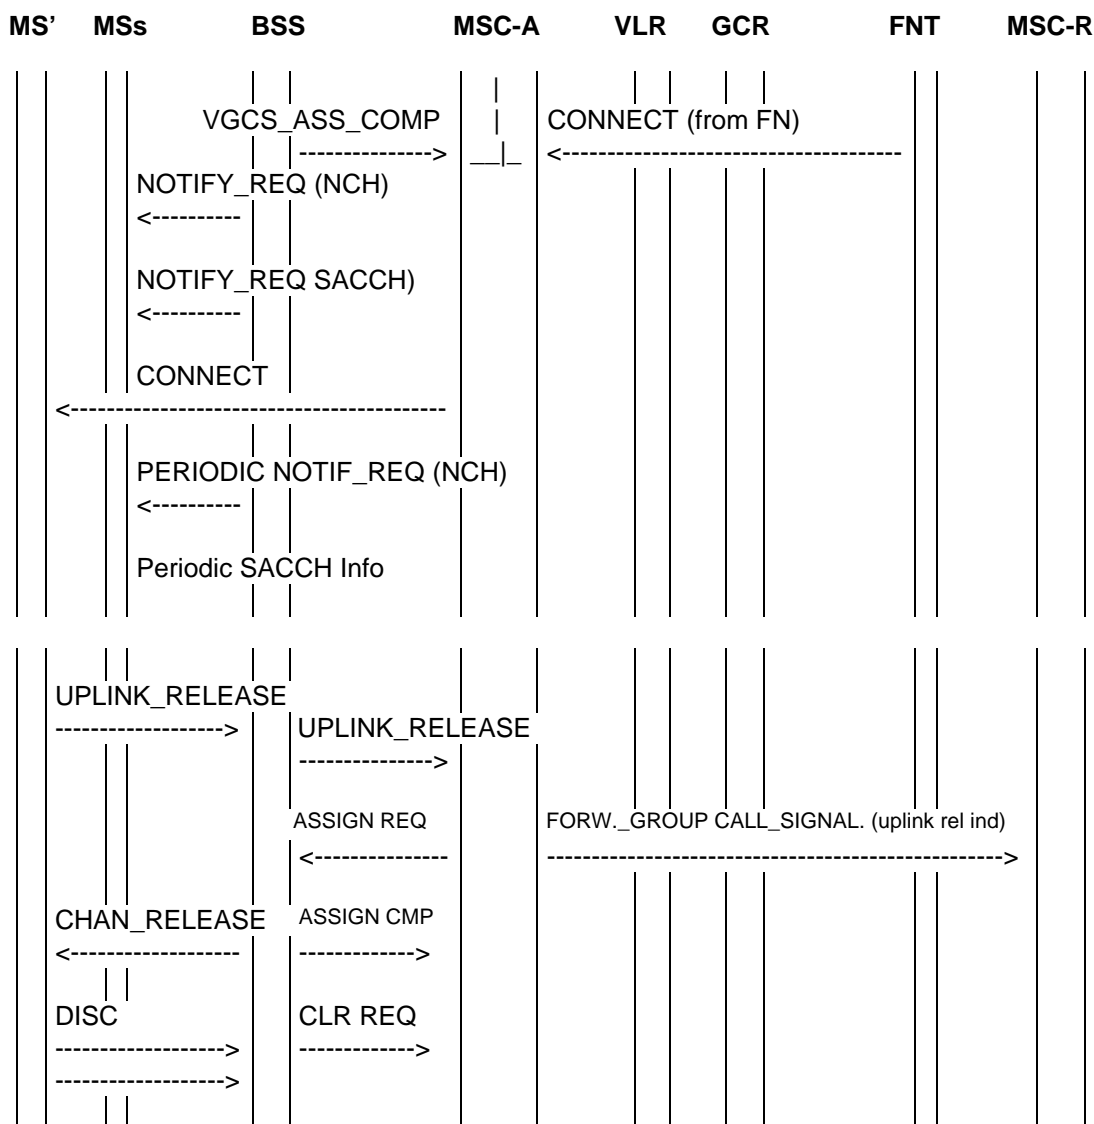 MS’ MSs BSS MSC-A VLR GCR FNT MSC-R
VGCS_ASS_COMP CONNECT (from FN)
NOTIFY_REQ (NCH)
NOTIFY_REQ SACCH)
CONNECT
PERIODIC NOTIF_REQ (NCH)
Periodic SACCH Info
UPLINK_RELEASE
UPLINK_RELEASE
ASSIGN REQ FORW._GROUP CALL_SIGNAL. (uplink rel ind)
CHAN_RELEASE ASSIGN CMP
DISC CLR REQ